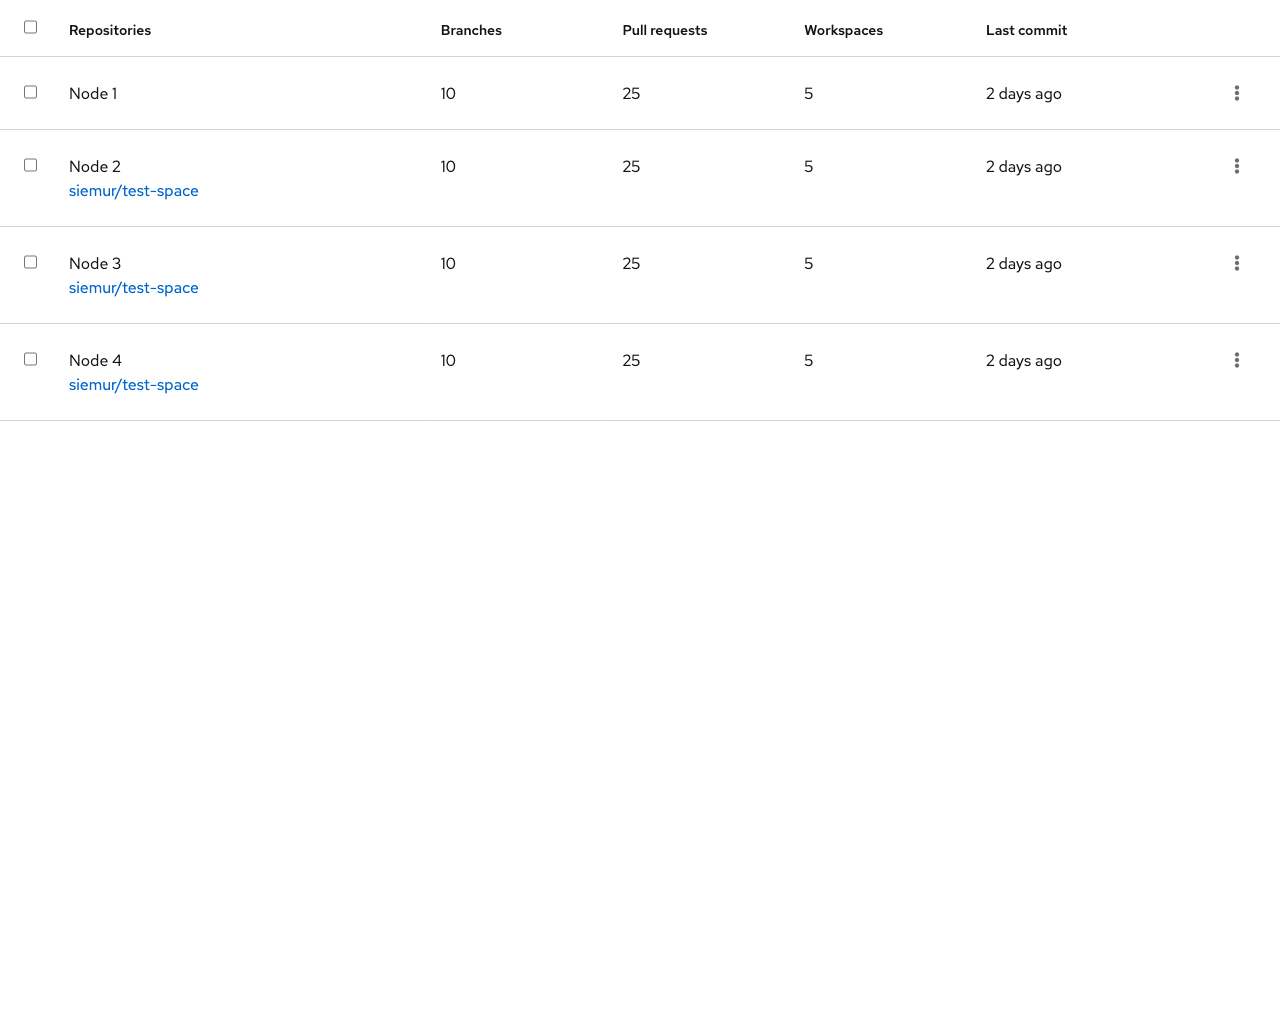 Repositories Branches Pull requests Workspaces Last commit
Node 1 10 25 5 2 days ago
Node 2 10 25 5 2 days ago
siemur/test-space
Node 3 10 25 5 2 days ago
siemur/test-space
Node 4 10 25 5 2 days ago
siemur/test-space